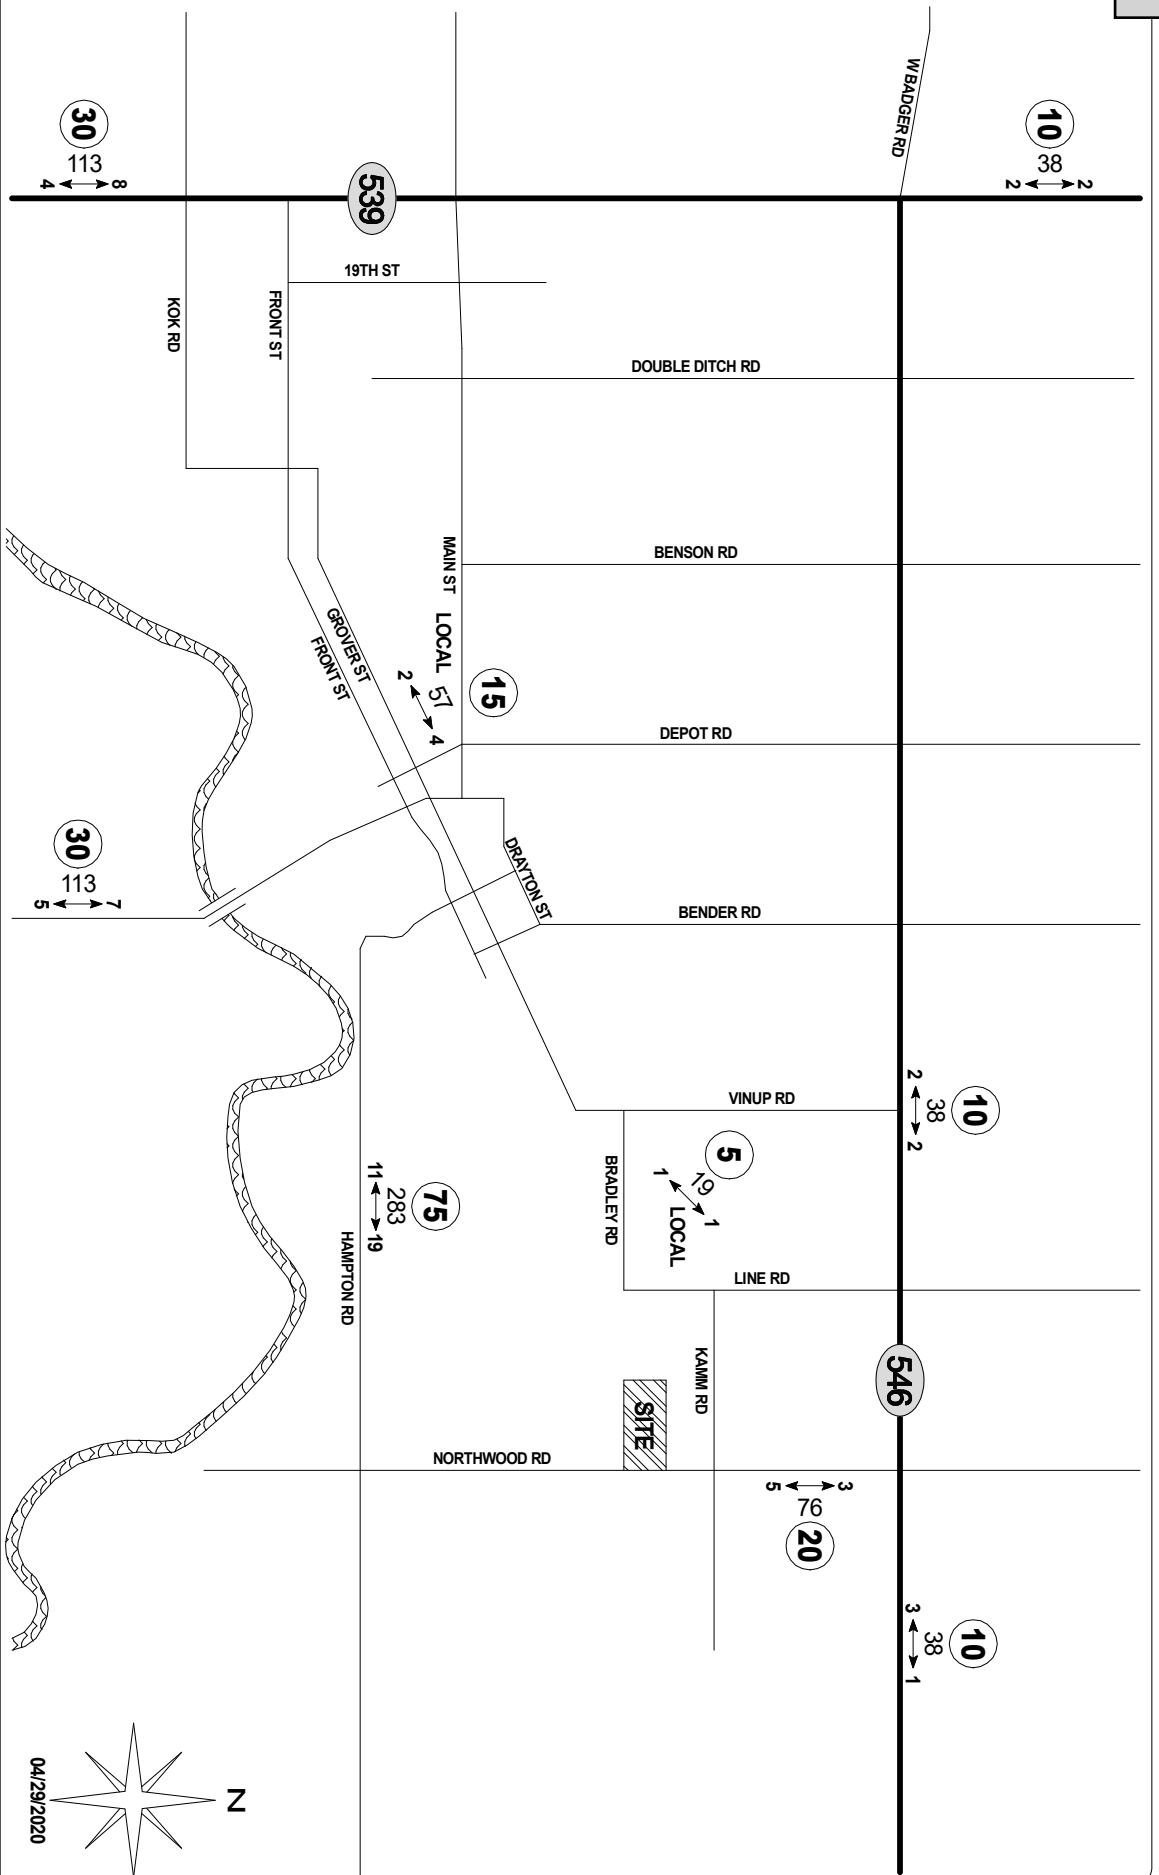 W BADGER RD
10
38
2 2
30
113
4 8
539
19TH ST
FRONT ST
KOK RD
DOUBLE DITCH RD
BENSON RD
MAIN ST
LOCAL
15
57
2 4
GROVER ST
FRONT ST
DEPOT RD
DRAYTON ST
30
113
5 7
BENDER RD
VINUP RD
10
38
2 2
5
19
1 1
LOCAL
BRADLEY RD
75
283
11 19
HAMPTON RD
LINE RD
KAMM RD
546
SITE
NORTHWOOD RD
5 3
76
20
10
38
3 1
N
04/29/2020